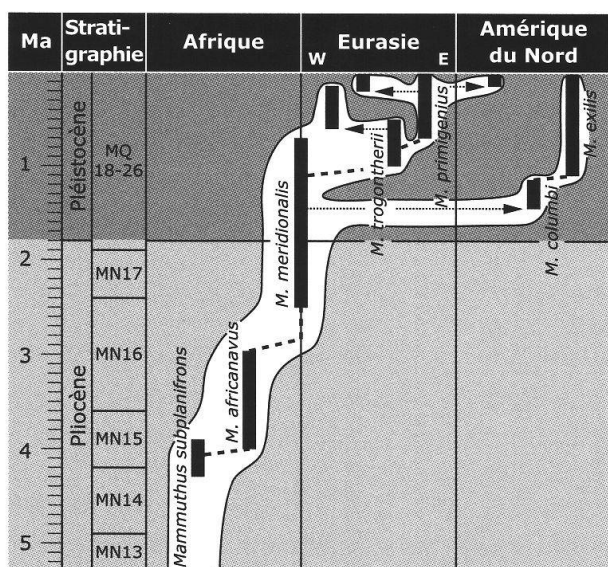 Ma
Strati-
graphie
Afrique
Eurasie
W
E
Amérique
du Nord
Pléistocène
MQ
18-26
1
2
MN17
3
MN16
Pliocène
4
MN15
MN14
5
MN13
Mammuthus subplanifrons
M. africanavus
M. meridionalis
M. trogontherii
M. primigenius
M. columbi
M. exilis